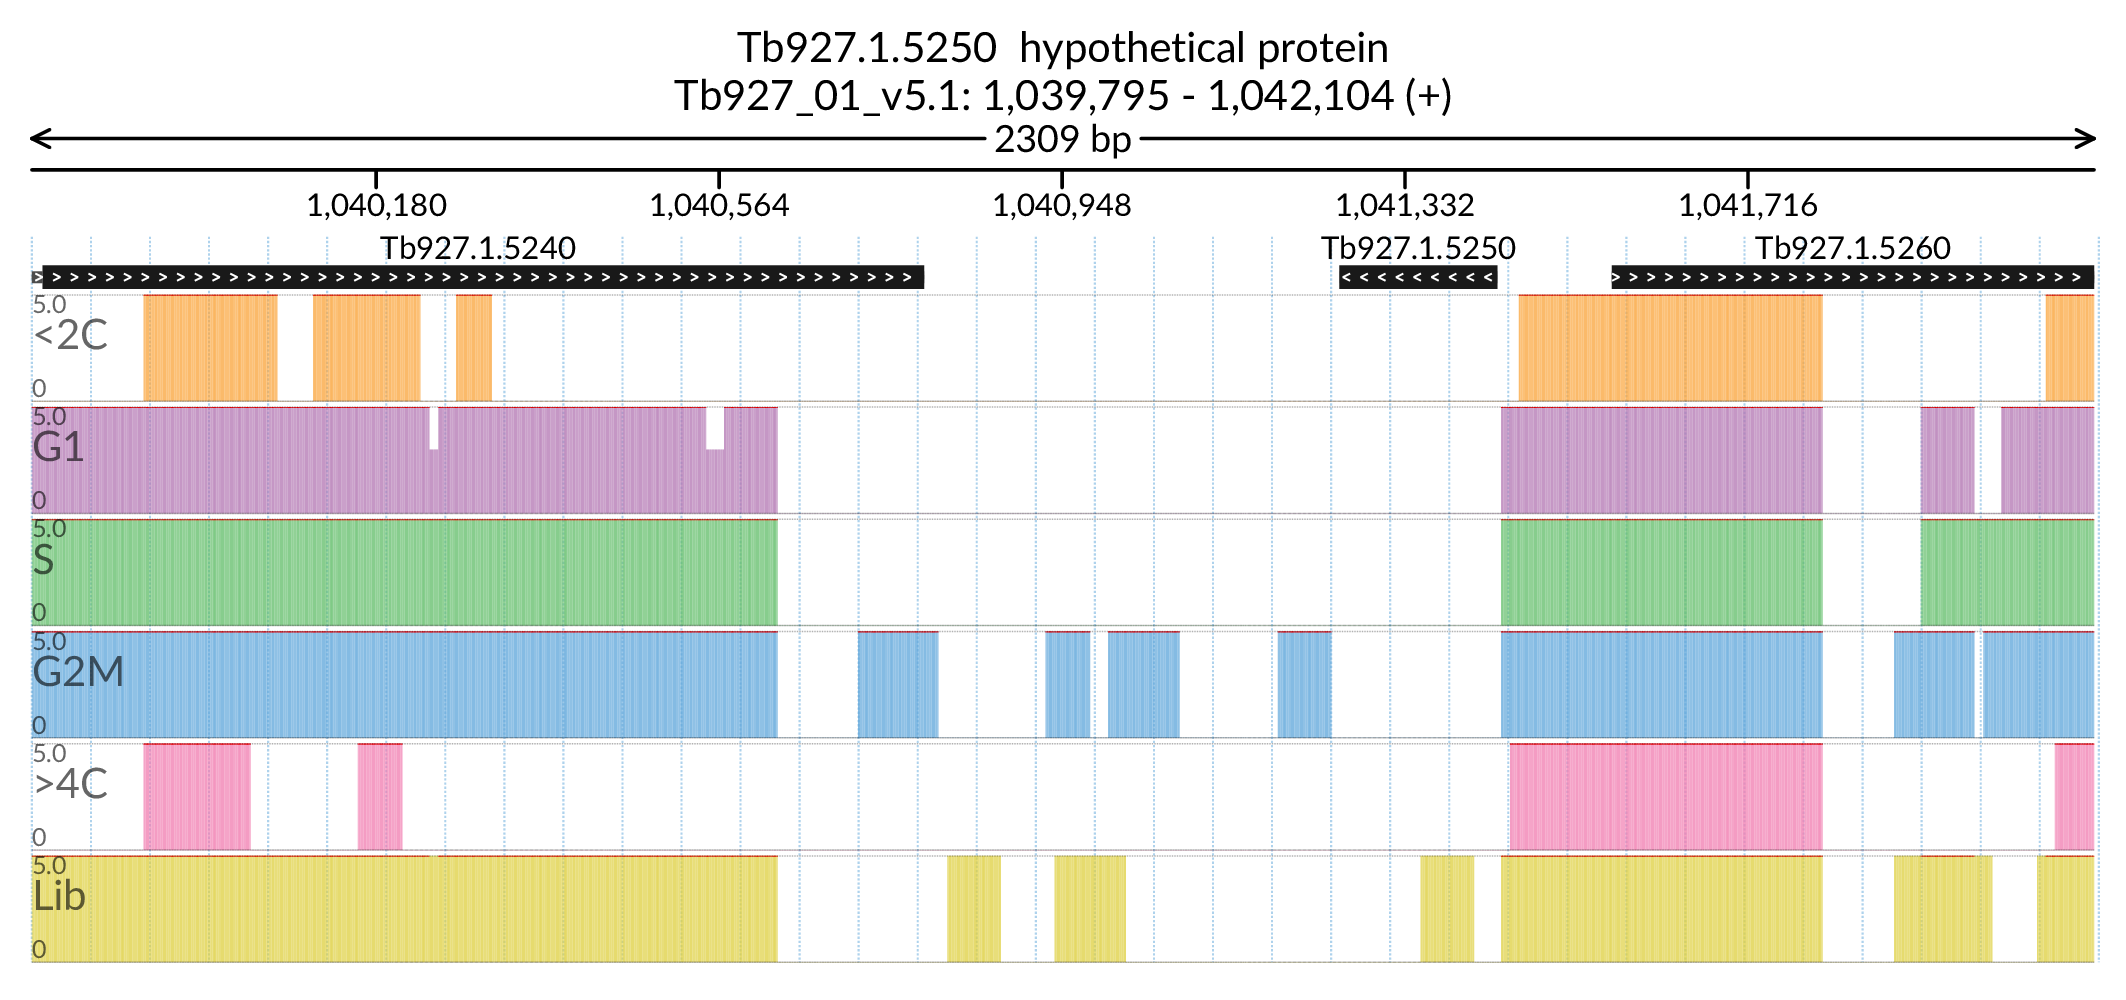 Tb927.1.5250 hypothetical protein
Tb927_01_v5.1: 1,039,795 - 1,042,104 (+)
2309 bp
1,040,180 1,040,564 1,040,948 1,041,332 1,041,716
Tb927.1.5240 Tb927.1.5250 Tb927.1.5260
5.0
<2C
0
5.0
G1
0
5.0
S
0
5.0
G2M
0
5.0
>4C
0
5.0
Lib
0